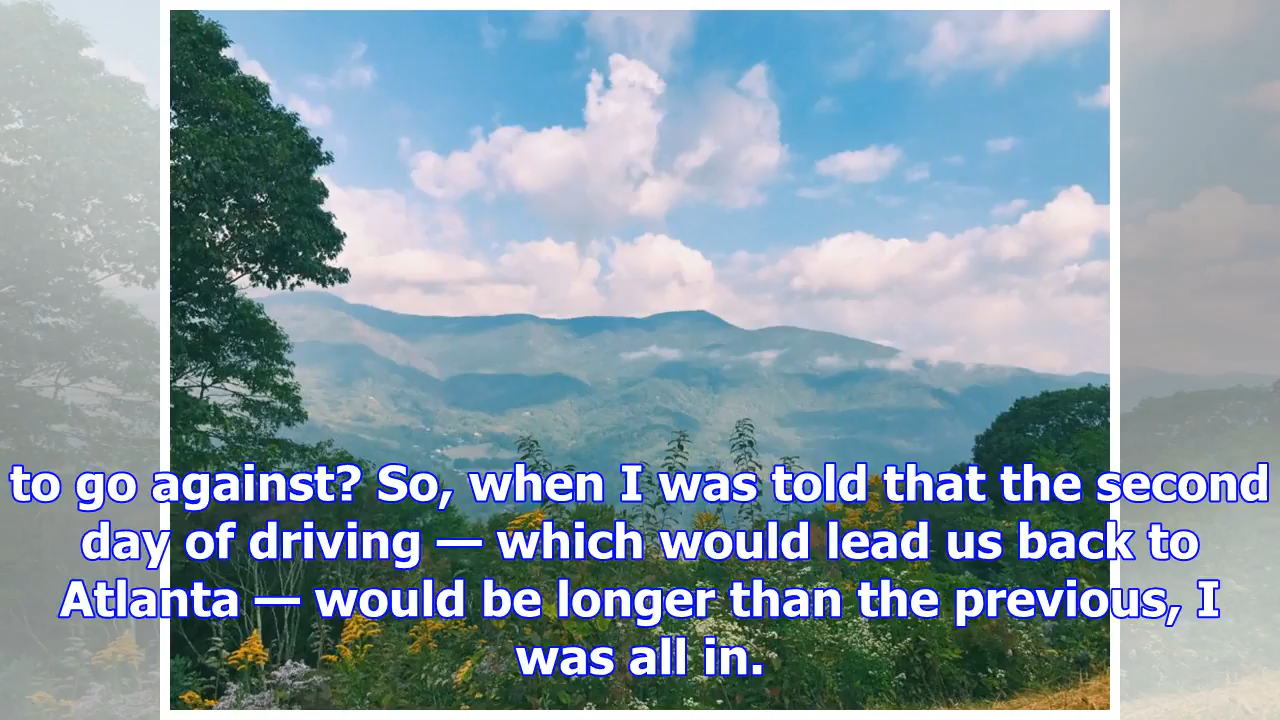 to go against? So, when I was told that the second
day of driving — which would lead us back to
Atlanta — would be longer than the previous, I
was all in.